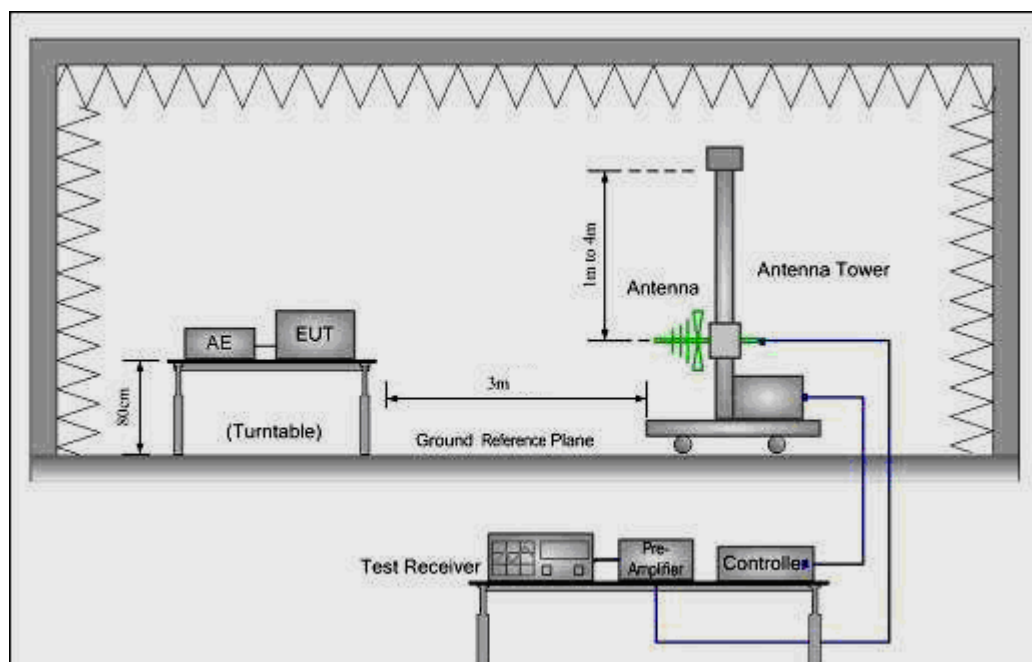 1m to 4m
Antenna
Antenna Tower
AE
EUT
80cm
3m
(Turntable)
Ground Reference Plane
Test Receiver
Pre-
Amplifier
Controller